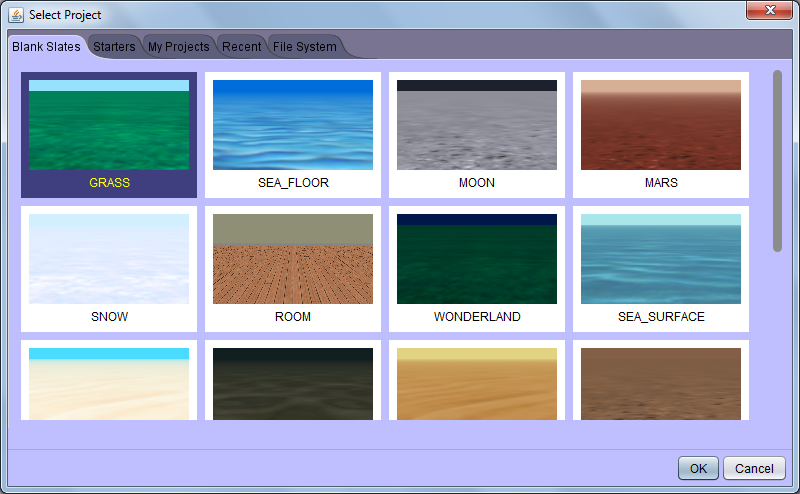 Select Project
Blank Slates Starters My Projects Recent File System
GRASS SEA_FLOOR MOON MARS
SNOW ROOM WONDERLAND SEA_SURFACE
OK Cancel